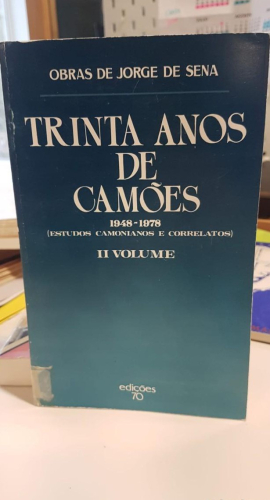 OBRAS DE JORGE DE SENA
TRINTA ANOS
DE
CAMÕES
1948-1978
(ESTUDOS CAMONIANOS E CORRELATOS)
II VOLUME
edições
70